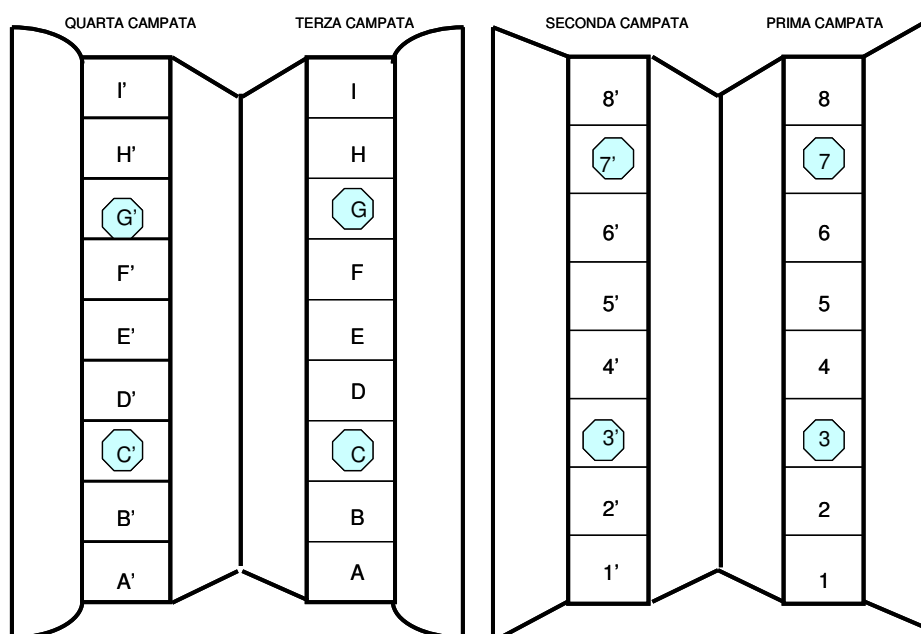 QUARTA CAMPATA
I'
H'
G'
F'
E'
D'
C'
B'
A'
TERZA CAMPATA
I
H
G
F
E
D
C
B
A
SECONDA CAMPATA
8'
7'
6'
5'
4'
3'
2'
1'
PRIMA CAMPATA
8
7
6
5
4
3
2
1